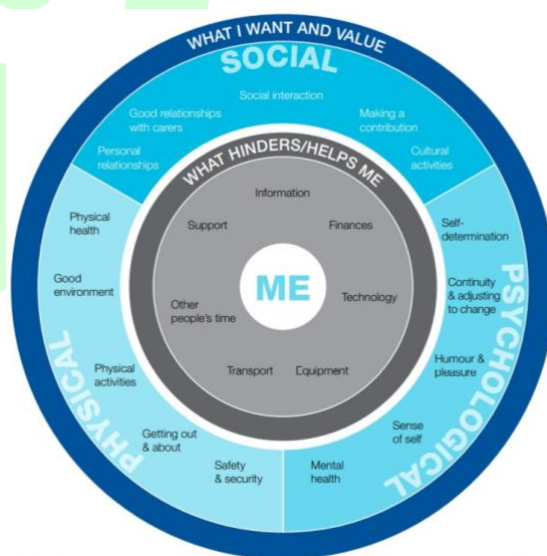 WHAT I WANT AND VALUE
SOCIAL
Social interaction
Good relationships
with carers
Making a
contribution
Personal
relationships
Cultural
activities
WHAT HINDERS/HELPS ME
Information
Support
Finances
Other
people's time
Technology
Transport
Equipment
ME
Physical
health
Good
environment
Physical
activities
Getting out
& about
Safety
& security
PHYSICAL
Self-
determination
Continuity
& adjusting
to change
Humour &
pleasure
Sense
of self
Mental
health
PSYCHOLOGICAL